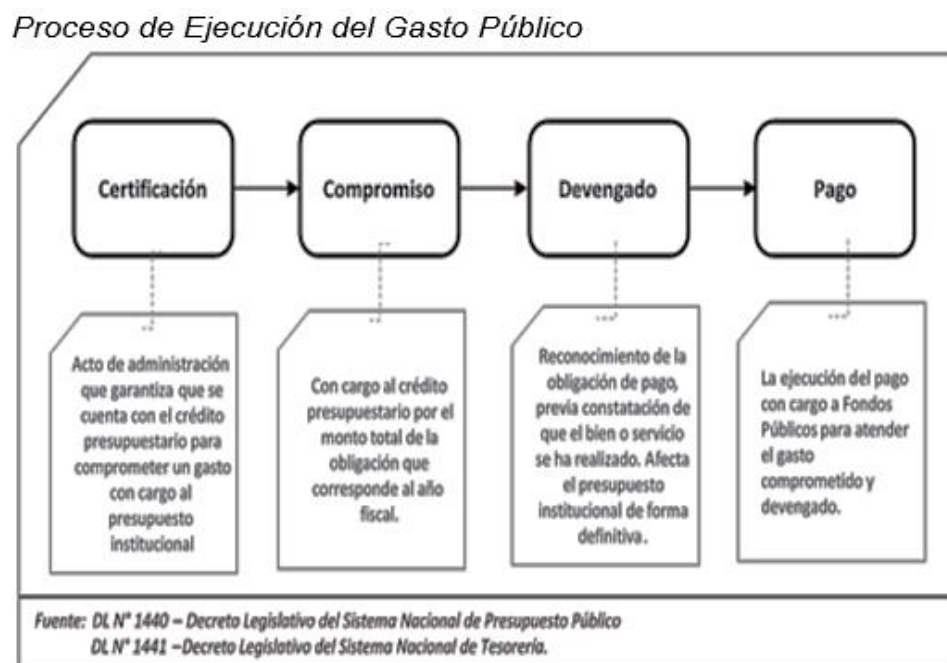 Proceso de Ejecución del Gasto Público
Certificación
Compromiso
Devengado
Pago
Acto de administración
que garantiza que se
cuenta con el crédito
presupuestario para
comprometer un gasto
con cargo al
presupuesto
institucional
Con cargo al crédito
presupuestario por el
monto total de la
obligación que
corresponde al año
fiscal.
Reconocimiento de la
obligación de pago,
previa constatación de
que el bien o servicio
se ha realizado. Afecta
el presupuesto
institucional de forma
definitiva.
La ejecución del pago
con cargo a Fondos
Públicos para atender
el gasto
comprometido y
devengado.
Fuente: DL N° 1440 – Decreto Legislativo del Sistema Nacional de Presupuesto Público
DL N° 1441 –Decreto Legislativo del Sistema Nacional de Tesorería.